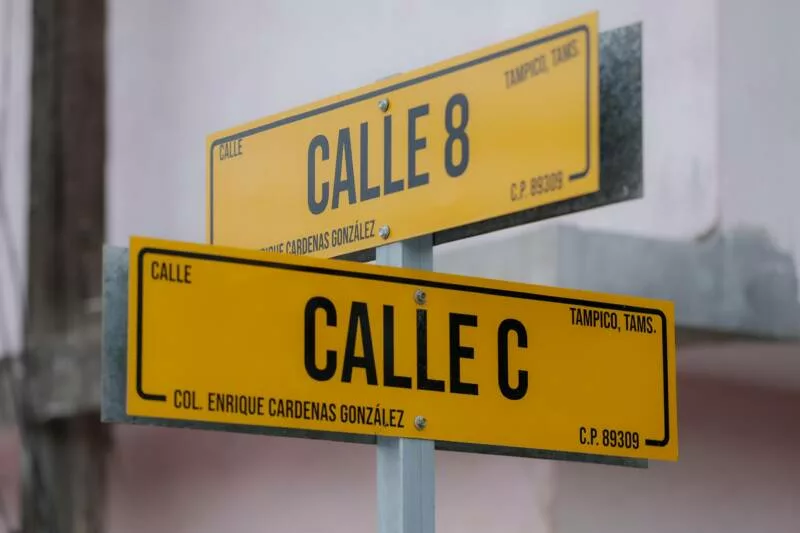 CALLE
TAMPICO, TAMS.
CALLE 8
CARDENAS GONZÁLEZ
C.P. 89309
CALLE
TAMPICO, TAMS.
CALLE C
COL. ENRIQUE CARDENAS GONZÁLEZ
C.P. 89309